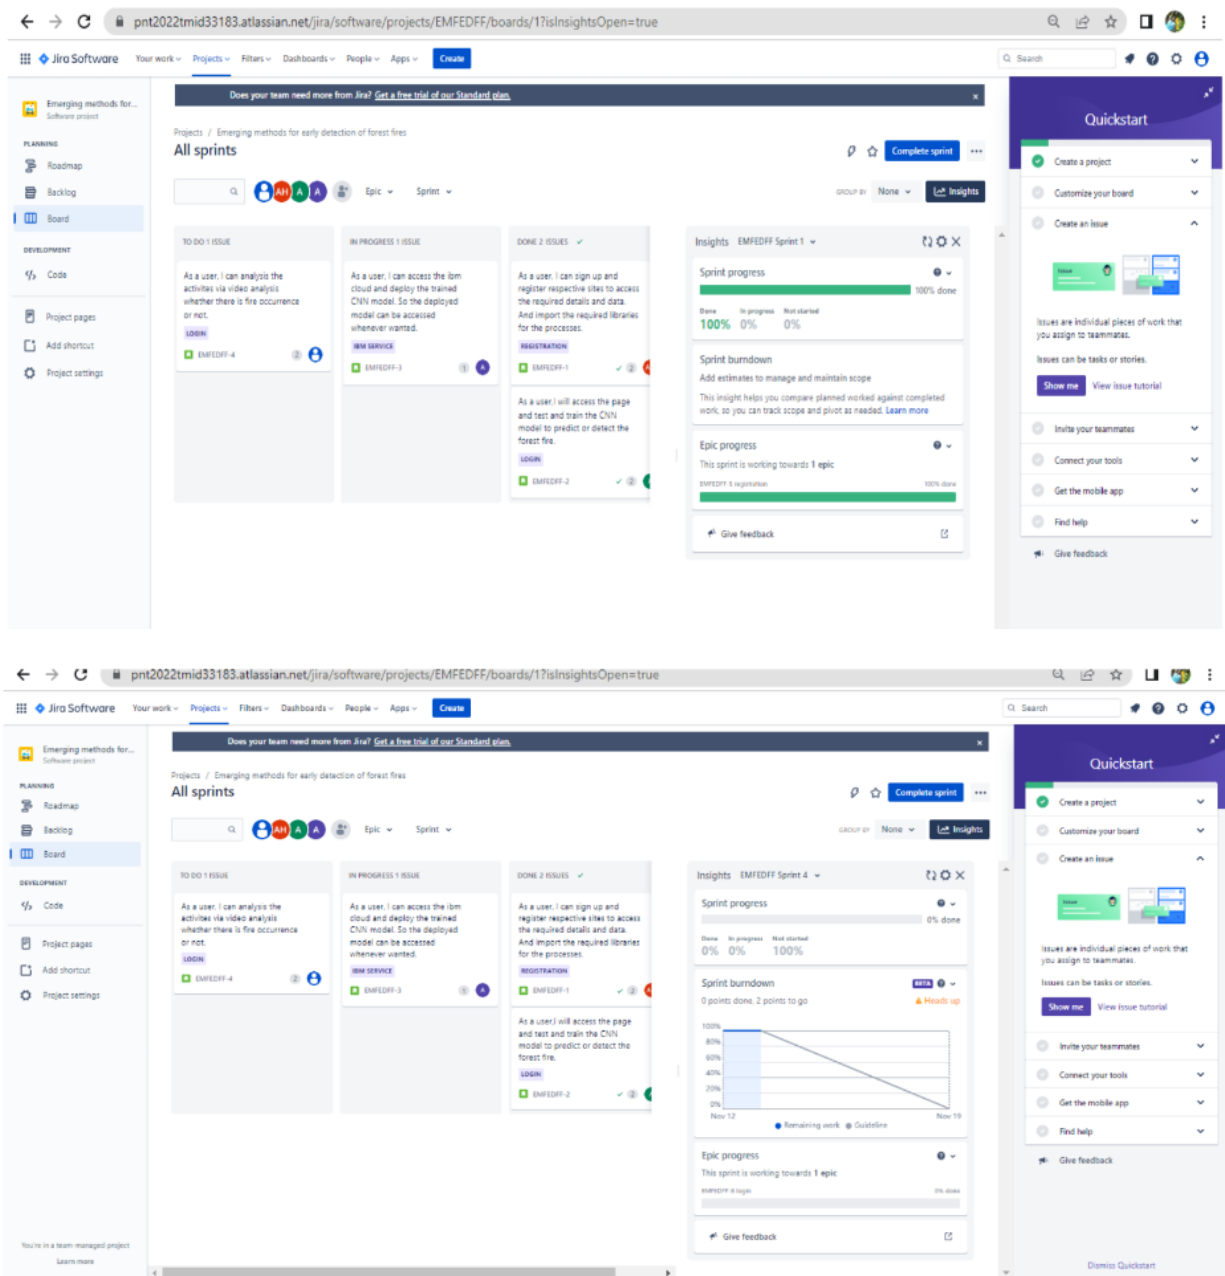 pnt2022tmid33183.atlassian.net/jira/software/projects/EMFEDFF/boards/1?isInsightsOpen=true
Jira Software Your work Projects Filters Dashboards People Apps Create Search
Does your team need more from Jira? Get a free trial of our Standard plan.
Emerging methods for...
Software project
PLANNING
Roadmap
Backlog
Board
DEVELOPMENT
Code
Project pages
Add shortcut
Project settings
Projects / Emerging methods for early detection of forest fires
All sprints
Complete sprint
AH A A Epic Sprint
GROUP BY None Insights
TO DO 1 ISSUE
As a user, I can analysis the
activites via video analysis
whether there is fire occurrence
or not.
LOGIN
EMFEDFF-4 2
IN PROGRESS 1 ISSUE
As a user, I can access the ibm
cloud and deploy the trained
CNN model. So the deployed
model can be accessed
whenever wanted.
IBM SERVICE
EMFEDFF-3 1 A
DONE 2 ISSUES
As a user, I can sign up and
register respective sites to access
the required details and data.
And import the required libraries
for the processes.
REGISTRATION
EMFEDFF-1 2
As a user,I will access the page
and test and train the CNN
model to predict or detect the
forest fire.
LOGIN
EMFEDFF-2 2
Insights EMFEDFF Sprint 1
Sprint progress
100% done
Done In progress Not started
100% 0% 0%
Sprint burndown
Add estimates to manage and maintain scope
This insight helps you compare planned worked against completed
work, so you can track scope and pivot as needed. Learn more
Epic progress
This sprint is working towards 1 epic
EMFEDFF-5 registration 100% done
Give feedback
Quickstart
Create a project
Customize your board
Create an issue
Issue
Issues are individual pieces of work that
you assign to teammates.
Issues can be tasks or stories.
Show me View issue tutorial
Invite your teammates
Connect your tools
Get the mobile app
Find help
Give feedback
pnt2022tmid33183.atlassian.net/jira/software/projects/EMFEDFF/boards/1?isInsightsOpen=true
Jira Software Your work Projects Filters Dashboards People Apps Create Search
Does your team need more from Jira? Get a free trial of our Standard plan.
Emerging methods for...
Software project
PLANNING
Roadmap
Backlog
Board
DEVELOPMENT
Code
Project pages
Add shortcut
Project settings
You're in a team-managed project
Learn more
Projects / Emerging methods for early detection of forest fires
All sprints
Complete sprint
AH A A Epic Sprint
GROUP BY None Insights
TO DO 1 ISSUE
As a user, I can analysis the
activites via video analysis
whether there is fire occurrence
or not.
LOGIN
EMFEDFF-4 2
IN PROGRESS 1 ISSUE
As a user, I can access the ibm
cloud and deploy the trained
CNN model. So the deployed
model can be accessed
whenever wanted.
IBM SERVICE
EMFEDFF-3 1 A
DONE 2 ISSUES
As a user, I can sign up and
register respective sites to access
the required details and data.
And import the required libraries
for the processes.
REGISTRATION
EMFEDFF-1 2
As a user,I will access the page
and test and train the CNN
model to predict or detect the
forest fire.
LOGIN
EMFEDFF-2 2
Insights EMFEDFF Sprint 4
Sprint progress
0% done
Done In progress Not started
0% 0% 100%
Sprint burndown BETA
0 points done, 2 points to go Heads up
100%
80%
60%
40%
20%
0%
Nov 12 Nov 19
Remaining work Guideline
Epic progress
This sprint is working towards 1 epic
login 0% done
Give feedback
Quickstart
Create a project
Customize your board
Create an issue
Issue
Issues are individual pieces of work that
you assign to teammates.
Issues can be tasks or stories.
Show me View issue tutorial
Invite your teammates
Connect your tools
Get the mobile app
Find help
Give feedback
Dismiss Quickstart